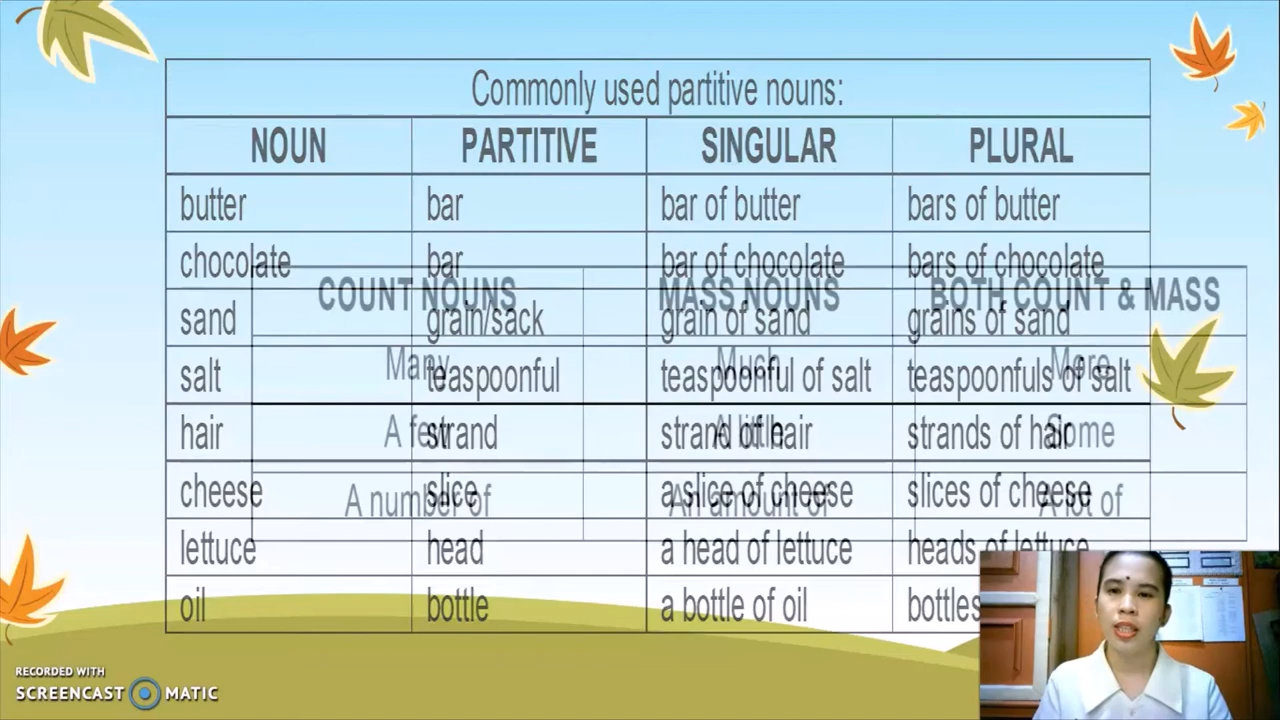 Commonly used partitive nouns:
NOUN PARTITIVE SINGULAR PLURAL
butter bar bar of butter bars of butter
chocolate bar bar of chocolate bars of chocolate
COUNT NOUNS MASS NOUNS BOTH COUNT & MASS
sand grain/sack grain of sand grains of sand
Many Much More
salt teaspoonful teaspoonful of salt teaspoonfuls of salt
hair strand strand of hair strands of hair
A few A little Some
cheese slice a slice of cheese slices of cheese
A number of An amount of A lot of
lettuce head a head of lettuce heads of lettuce
oil bottle a bottle of oil bottles
RECORDED WITH
SCREENCAST MATIC